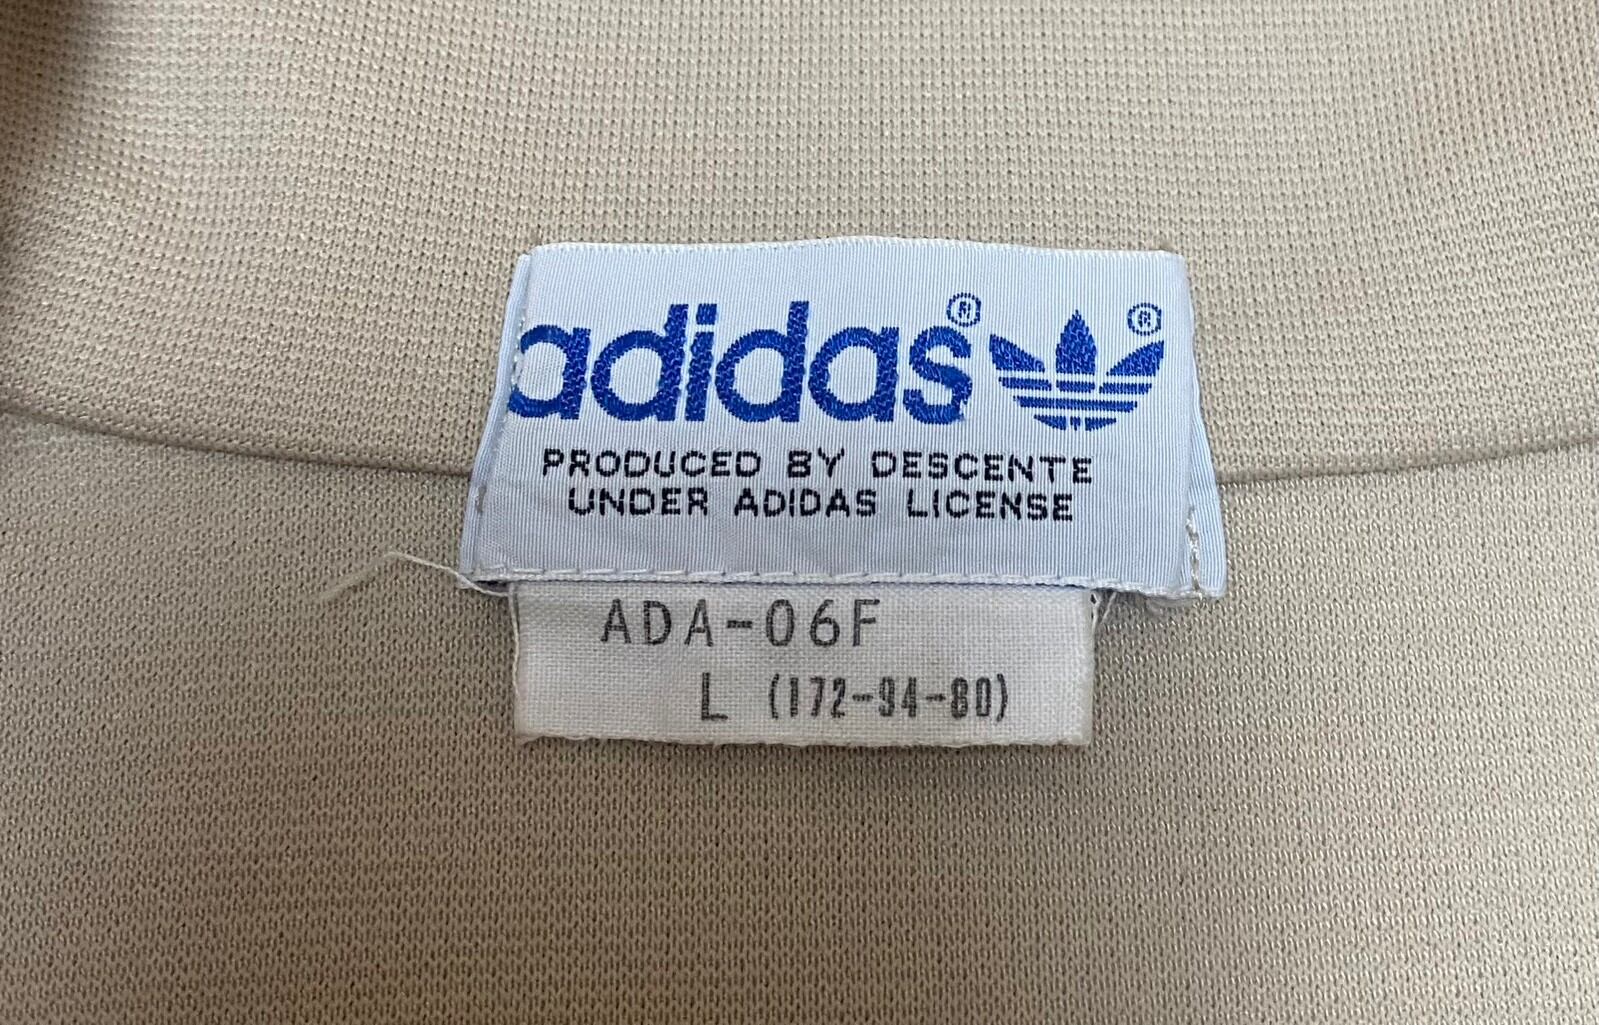 adidas® ®
PRODUCED BY DESCENTE
UNDER ADIDAS LICENSE
ADA-06F
L (172-94-80)